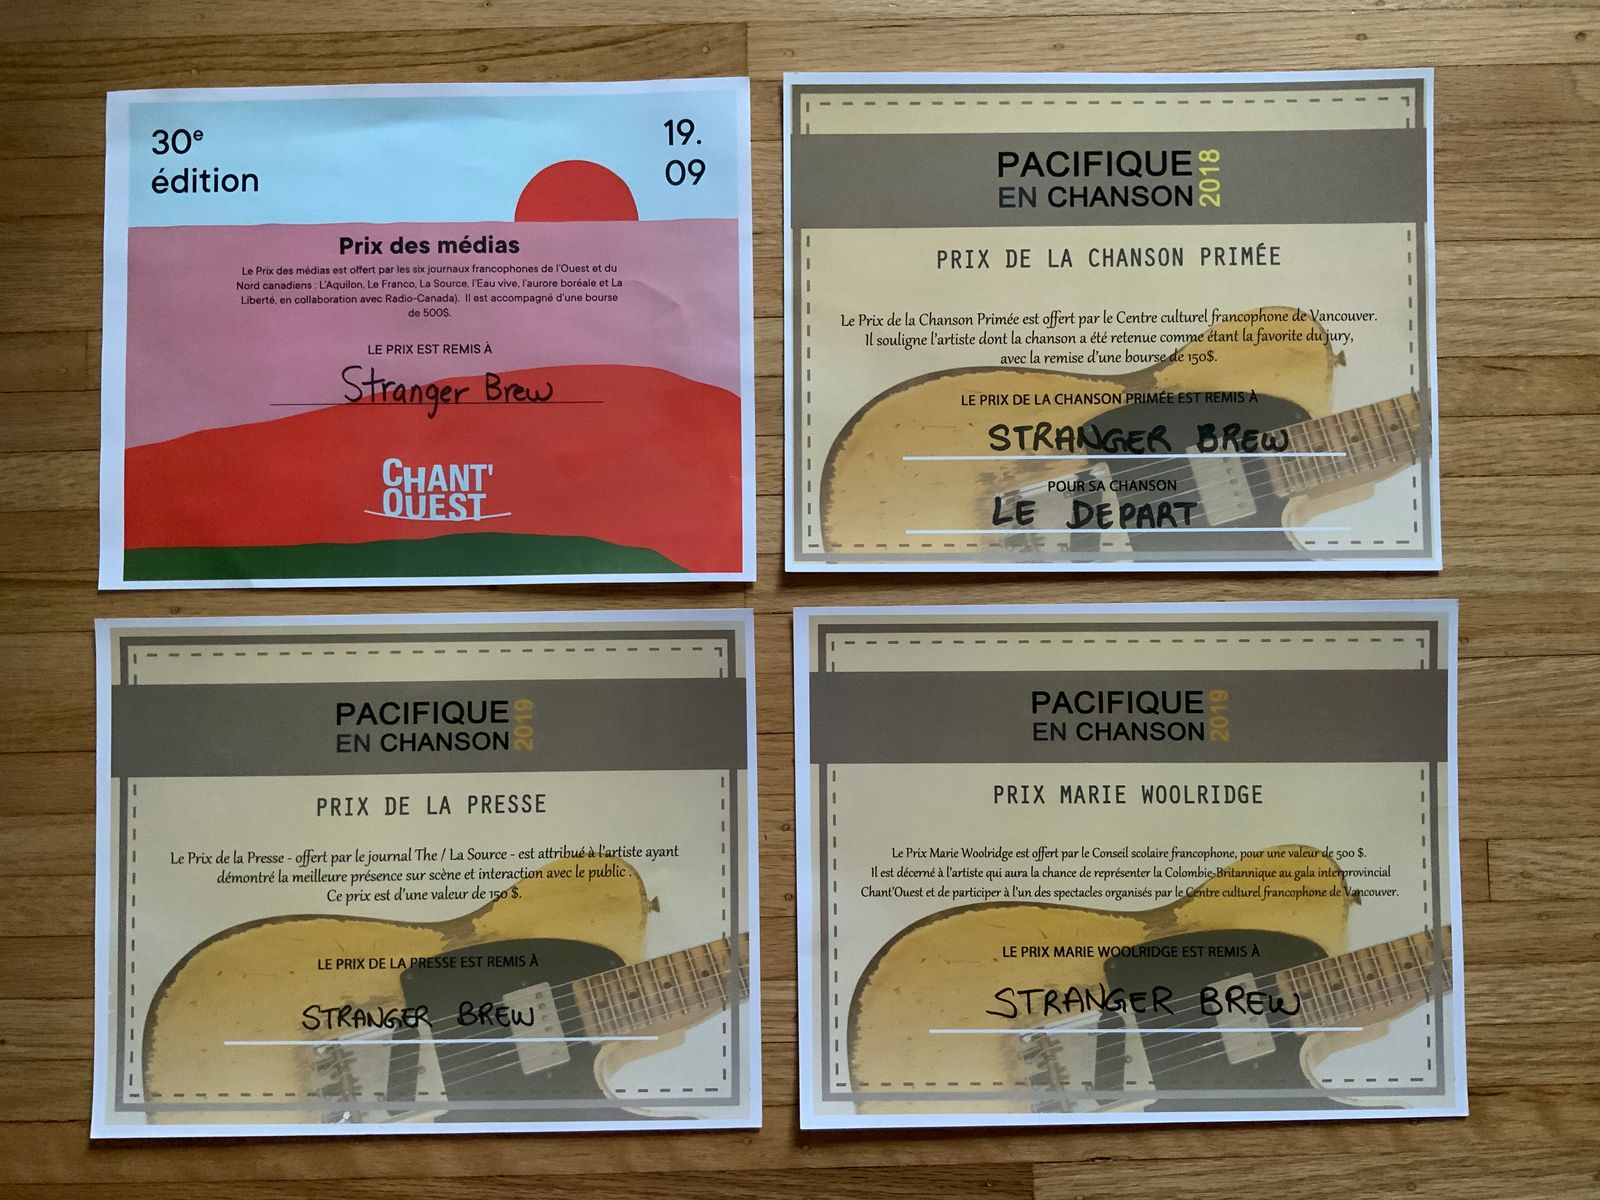 30e
édition
19.
09
Prix des médias
Le Prix des médias est offert par les six journaux francophones de l'Ouest et du
Nord canadiens : L'Aquilon, Le Franco, La Source, l'Eau vive, l'aurore boréale et La
Liberté, en collaboration avec Radio-Canada). Il est accompagné d'une bourse
de 500$.
LE PRIX EST REMIS À
Stranger Brew
CHANT'
OUEST
PACIFIQUE
EN CHANSON
2018
PRIX DE LA CHANSON PRIMÉE
Le Prix de la Chanson Primée est offert par le Centre culturel francophone de Vancouver.
Il souligne l'artiste dont la chanson a été retenue comme étant la favorite du jury,
avec la remise d'une bourse de 150$.
LE PRIX DE LA CHANSON PRIMÉE EST REMIS À
STRANGER BREW
POUR SA CHANSON
LE DEPART
PACIFIQUE
EN CHANSON
2019
PRIX DE LA PRESSE
Le Prix de la Presse - offert par le journal The / La Source - est attribué à l'artiste ayant
démontré la meilleure présence sur scène et interaction avec le public .
Ce prix est d'une valeur de 150 $.
LE PRIX DE LA PRESSE EST REMIS À
STRANGER BREW
PACIFIQUE
EN CHANSON
2019
PRIX MARIE WOOLRIDGE
Le Prix Marie Woolridge est offert par le Conseil scolaire francophone, pour une valeur de 500 $.
Il est décerné à l'artiste qui aura la chance de représenter la Colombie-Britannique au gala interprovincial
Chant'Ouest et de participer à l'un des spectacles organisés par le Centre culturel francophone de Vancouver.
LE PRIX MARIE WOOLRIDGE EST REMIS À
STRANGER BREW